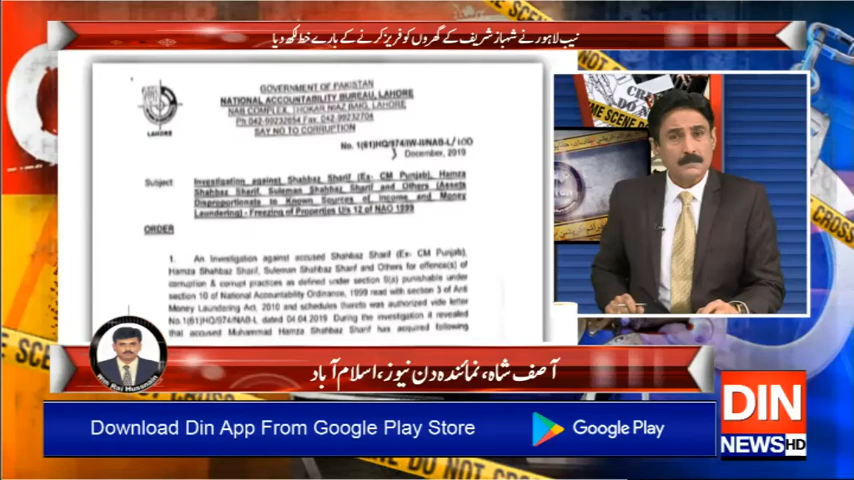 نیب لاہور نے شہباز شریف کے گھروں کو فریز کرنے کے بارے خط لکھ دیا
LAHORE
GOVERNMENT OF PAKISTAN
NATIONAL ACCOUNTABILITY BUREAU, LAHORE
NAB COMPLEX, THOKAR NIAZ BAIG, LAHORE
Ph 042-99232654 Fax: 042-99232704
SAY NO TO CORRUPTION
No. 1(81)HQ/974/IW-II/NAB-L/
December, 2019
Subject: Investigation against Shahbaz Sharif (Ex- CM Punjab), Hamza
Shahbaz Sharif, Suleman Shahbaz Sharif and Others (Assets
Disproportionate to Known Sources of Income and Money
Laundering) - Freezing of Properties U/s 12 of NAO 1999
ORDER
1. An Investigation against accused Shahbaz Sharif (Ex- CM Punjab),
Hamza Shahbaz Sharif, Suleman Shahbaz Sharif and Others for offence(s) of
corruption & corrupt practices as defined under section 9(a) punishable under
section 10 of National Accountability Ordinance, 1999 read with section 3 of Anti
Money Laundering Act, 2010 and schedules thereto was authorized vide letter
No.1(81)HQ/974/NAB-L dated 04.04.2019. During the investigation it revealed
that accused Muhammad Hamza Shahbaz Sharif has acquired following
آصف شاہ، نمائندہ دن نیوز، اسلام آباد
Download Din App From Google Play Store
Google Play
DIN
NEWS HD